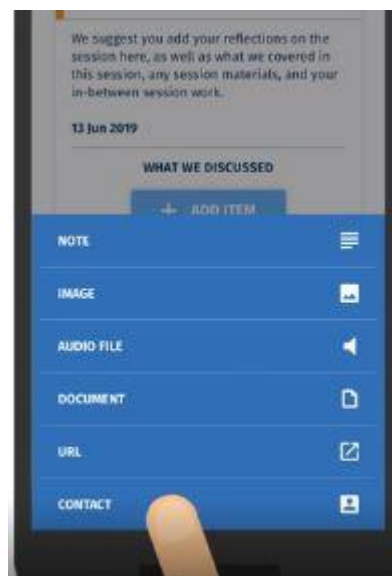 We suggest you add your reflections on the
session here, as well as what we covered in
this session, any session materials, and your
in-between session work.
13 Jun 2019
WHAT WE DISCUSSED
+ ADD ITEM
NOTE
IMAGE
AUDIO FILE
DOCUMENT
URL
CONTACT